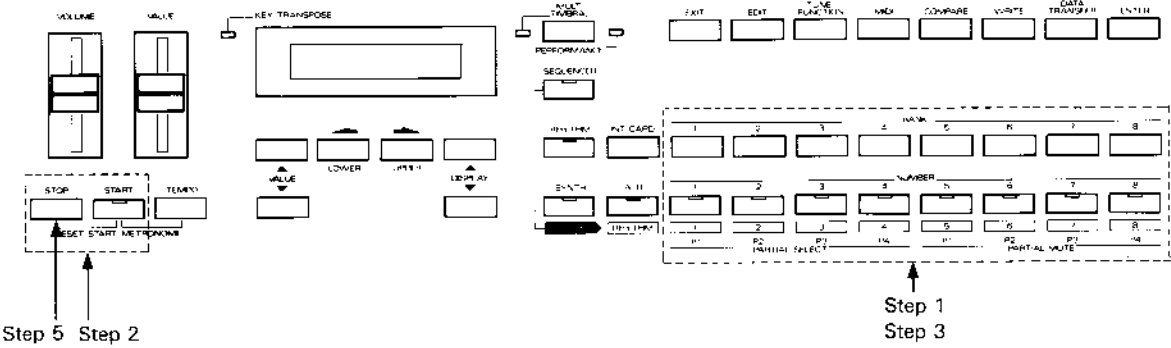 VOLUME VALUE KEY TRANSPOSE MULTI TIMBRAL EXIT EDIT TUNE FUNCTION MIDI COMPARE WRITE DATA TRANSFER ENTER
PERFORMANCE
SEQUENCER
BANK
RHYTHM INT CARD 1 2 3 4 5 6 7 8
VALUE LOWER UPPER DISPLAY
STOP START TEMPO
SYNTH NUMBER
1 2 3 4 5 6 7 8
RESET START METRONOME
RHYTHM 1 2 3 4 5 6 7 8
P1 P2 P3 P4 P1 P2 P3 P4
PARTIAL SELECT PARTIAL MUTE
Step 5 Step 2
Step 1
Step 3